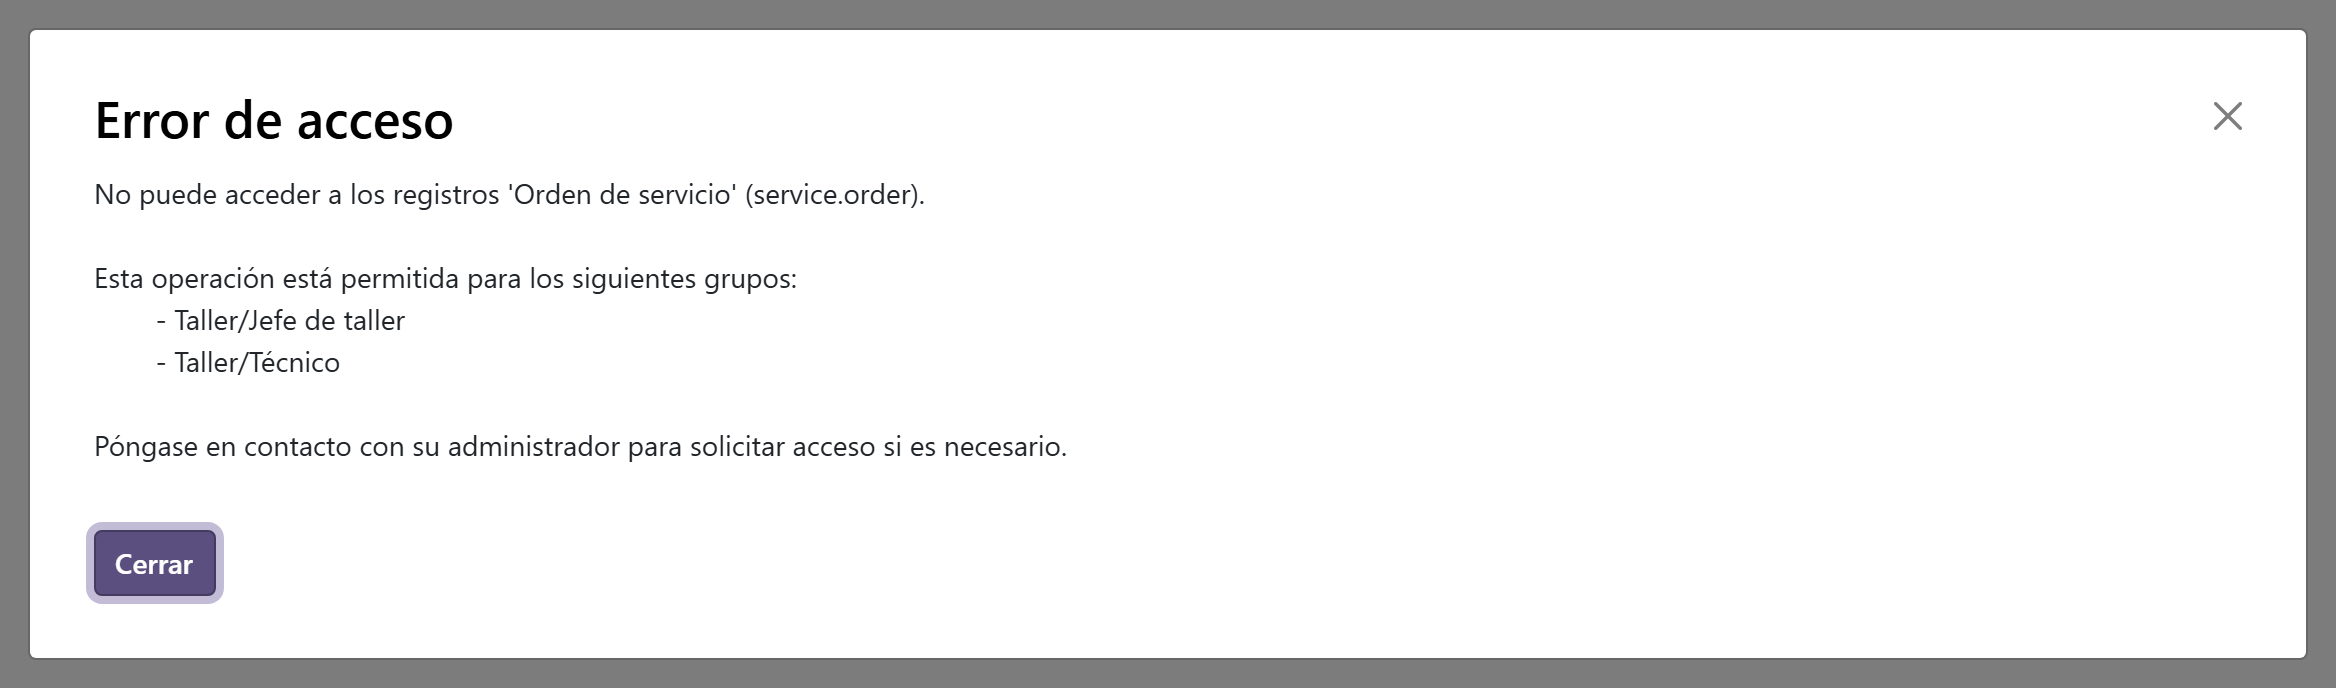 Error de acceso
No puede acceder a los registros 'Orden de servicio' (service.order).
Esta operación está permitida para los siguientes grupos:
- Taller/Jefe de taller
- Taller/Técnico
Póngase en contacto con su administrador para solicitar acceso si es necesario.
Cerrar